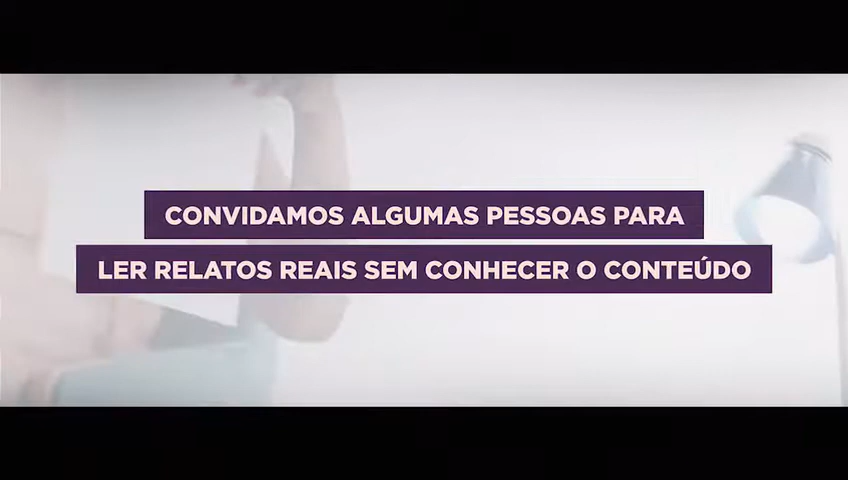 CONVIDAMOS ALGUMAS PESSOAS PARA
LER RELATOS REAIS SEM CONHECER O CONTEÚDO